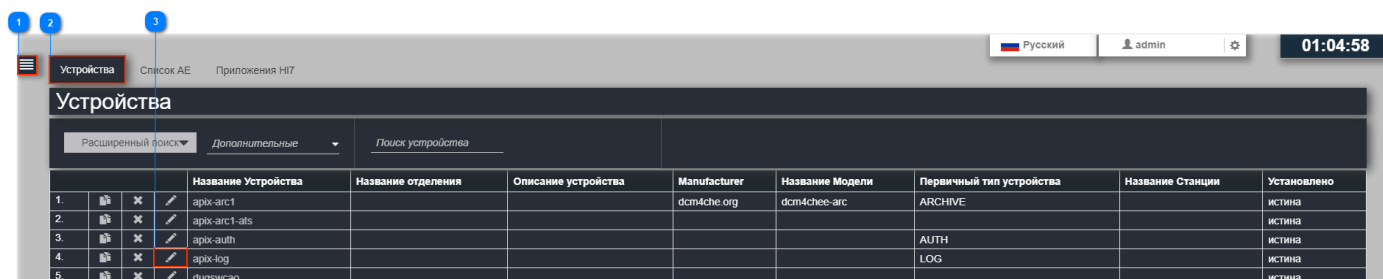 1 2 3
Русский admin 01:04:58
Устройства Список AE Приложения Hl7
Устройства
Расширенный поиск Дополнительные Поиск устройства
Название Устройства Название отделения Описание устройства Manufacturer Название Модели Первичный тип устройства Название Станции Установлено
1. apix-arc1 dcm4che.org dcm4chee-arc ARCHIVE истина
2. apix-arc1-ats истина
3. apix-auth AUTH истина
4. apix-log LOG истина
5. dugswcao истина